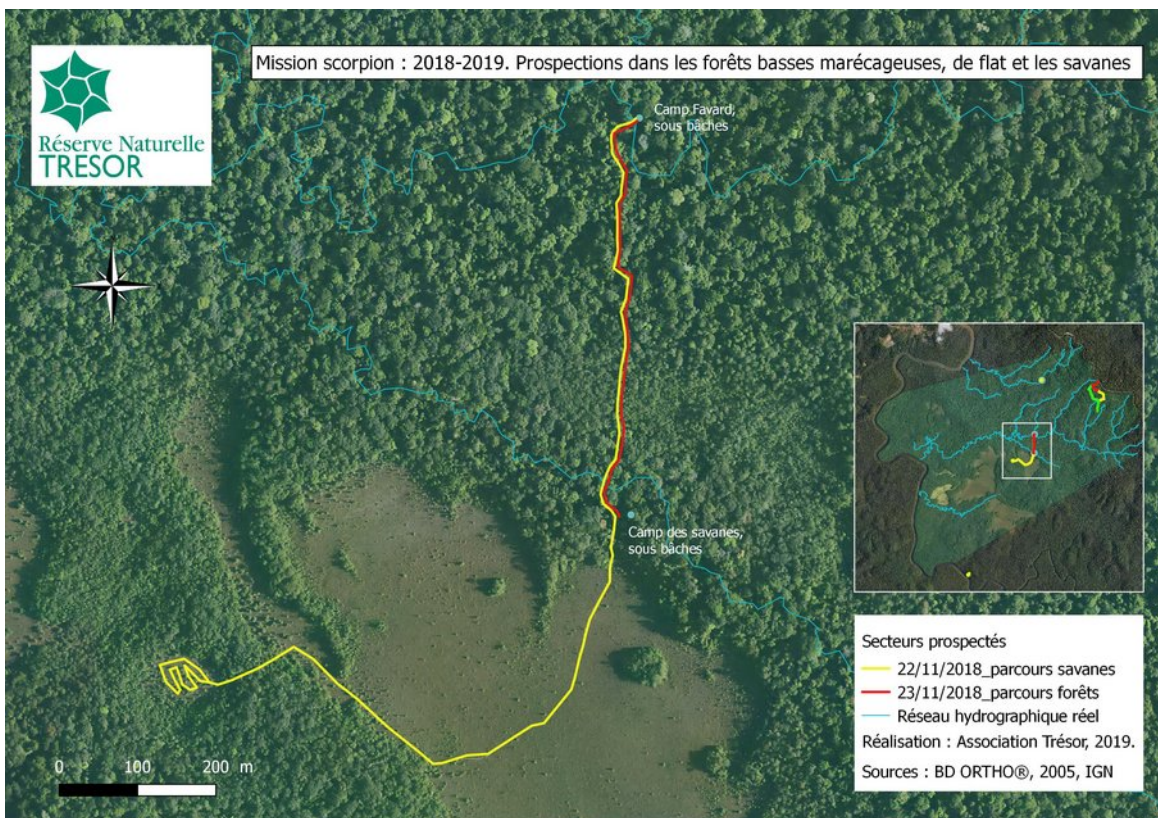 Mission scorpion : 2018-2019. Prospections dans les forêts basses marécageuses, de flat et les savanes
Réserve Naturelle
TRESOR
Camp Favard,
sous bâches
Camp des savanes,
sous bâches
Secteurs prospectés
22/11/2018_parcours savanes
23/11/2018_parcours forêts
Réseau hydrographique réel
Réalisation : Association Trésor, 2019.
Sources : BD ORTHO®, 2005, IGN
0 100 200 m